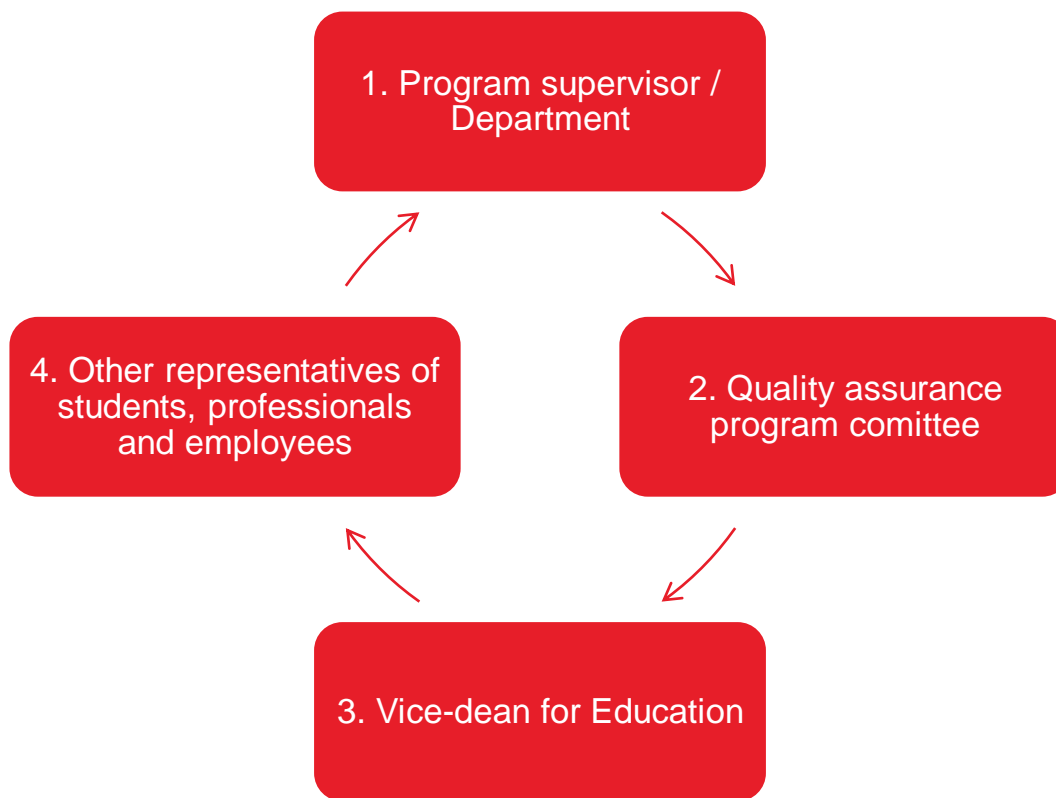 1. Program supervisor /
Department
2. Quality assurance
program comittee
3. Vice-dean for Education
4. Other representatives of
students, professionals
and employees